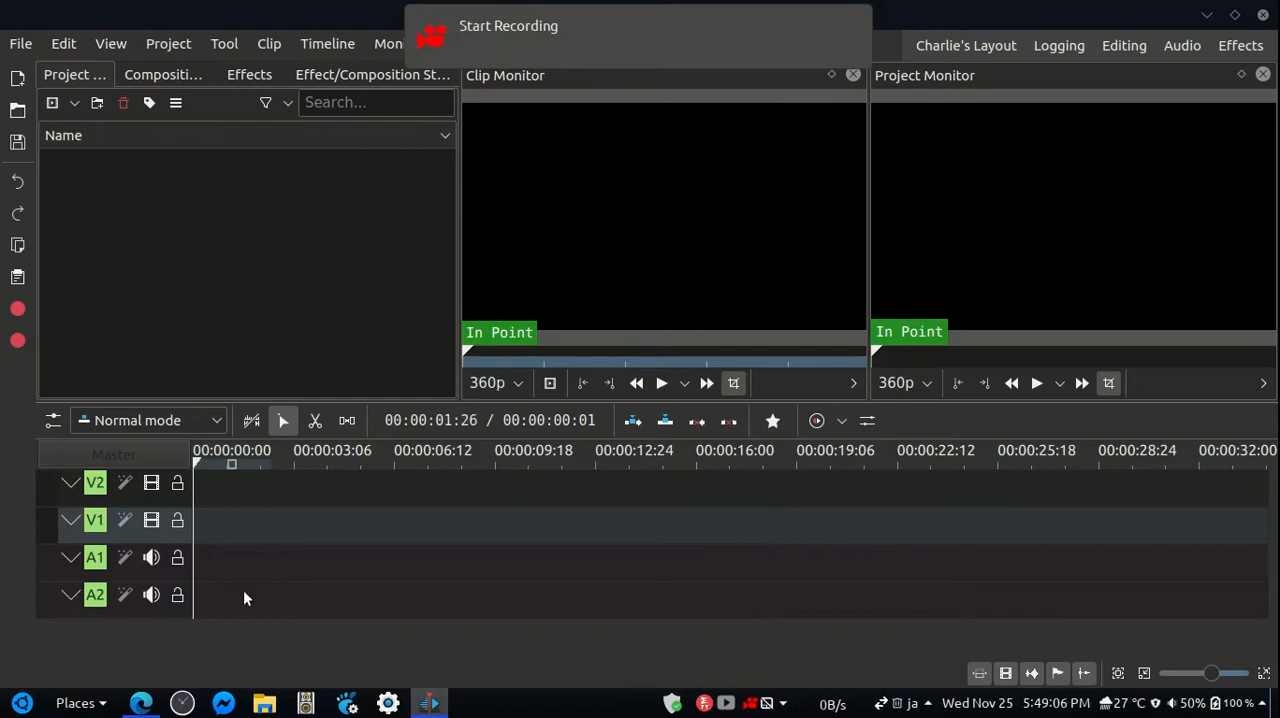 Start Recording
File Edit View Project Tool Clip Timeline Mon
Charlie's Layout Logging Editing Audio Effects
Project ... Compositi... Effects Effect/Composition St...
Clip Monitor
Project Monitor
Search...
Name
In Point
In Point
360p
360p
Normal mode
00:00:01:26 / 00:00:00:01
Master
00:00:00:00 00:00:03:06 00:00:06:12 00:00:09:18 00:00:12:24 00:00:16:00 00:00:19:06 00:00:22:12 00:00:25:18 00:00:28:24 00:00:32:00
V2
V1
A1
A2
Places
0B/s
ja
Wed Nov 25
5:49:06 PM
27 °C
50%
100 %